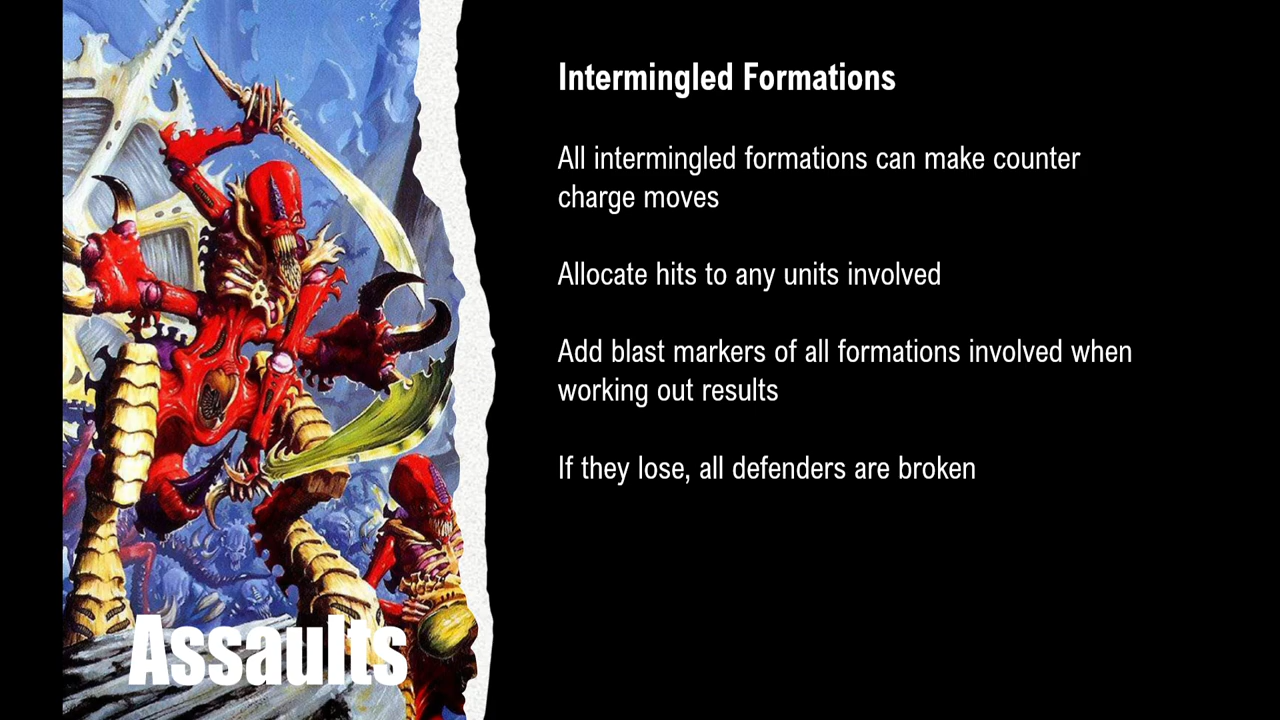 Intermingled Formations
All intermingled formations can make counter
charge moves
Allocate hits to any units involved
Add blast markers of all formations involved when
working out results
If they lose, all defenders are broken
Assaults